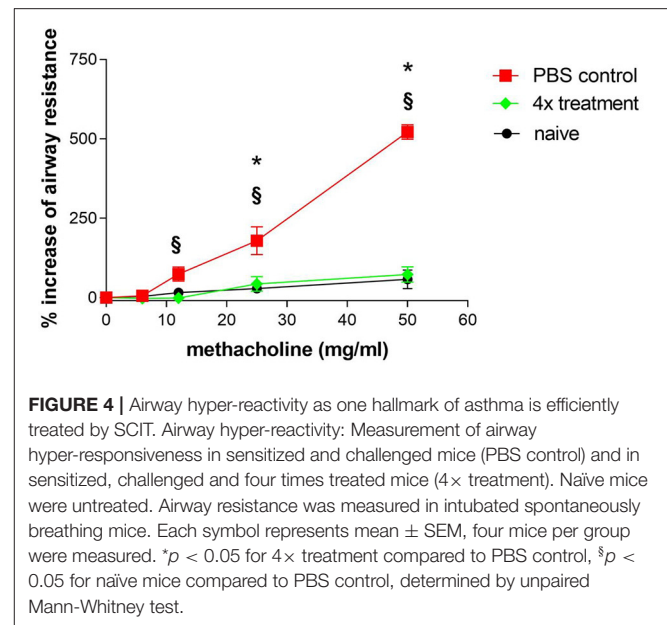 750
500
250
0
% increase of airway resistance
*
§
*
§
§
PBS control
4x treatment
naive
0 10 20 30 40 50 60
methacholine (mg/ml)
FIGURE 4 | Airway hyper-reactivity as one hallmark of asthma is efficiently
treated by SCIT. Airway hyper-reactivity: Measurement of airway
hyper-responsiveness in sensitized and challenged mice (PBS control) and in
sensitized, challenged and four times treated mice (4× treatment). Naïve mice
were untreated. Airway resistance was measured in intubated spontaneously
breathing mice. Each symbol represents mean ± SEM, four mice per group
were measured. *p < 0.05 for 4× treatment compared to PBS control, §p <
0.05 for naïve mice compared to PBS control, determined by unpaired
Mann-Whitney test.